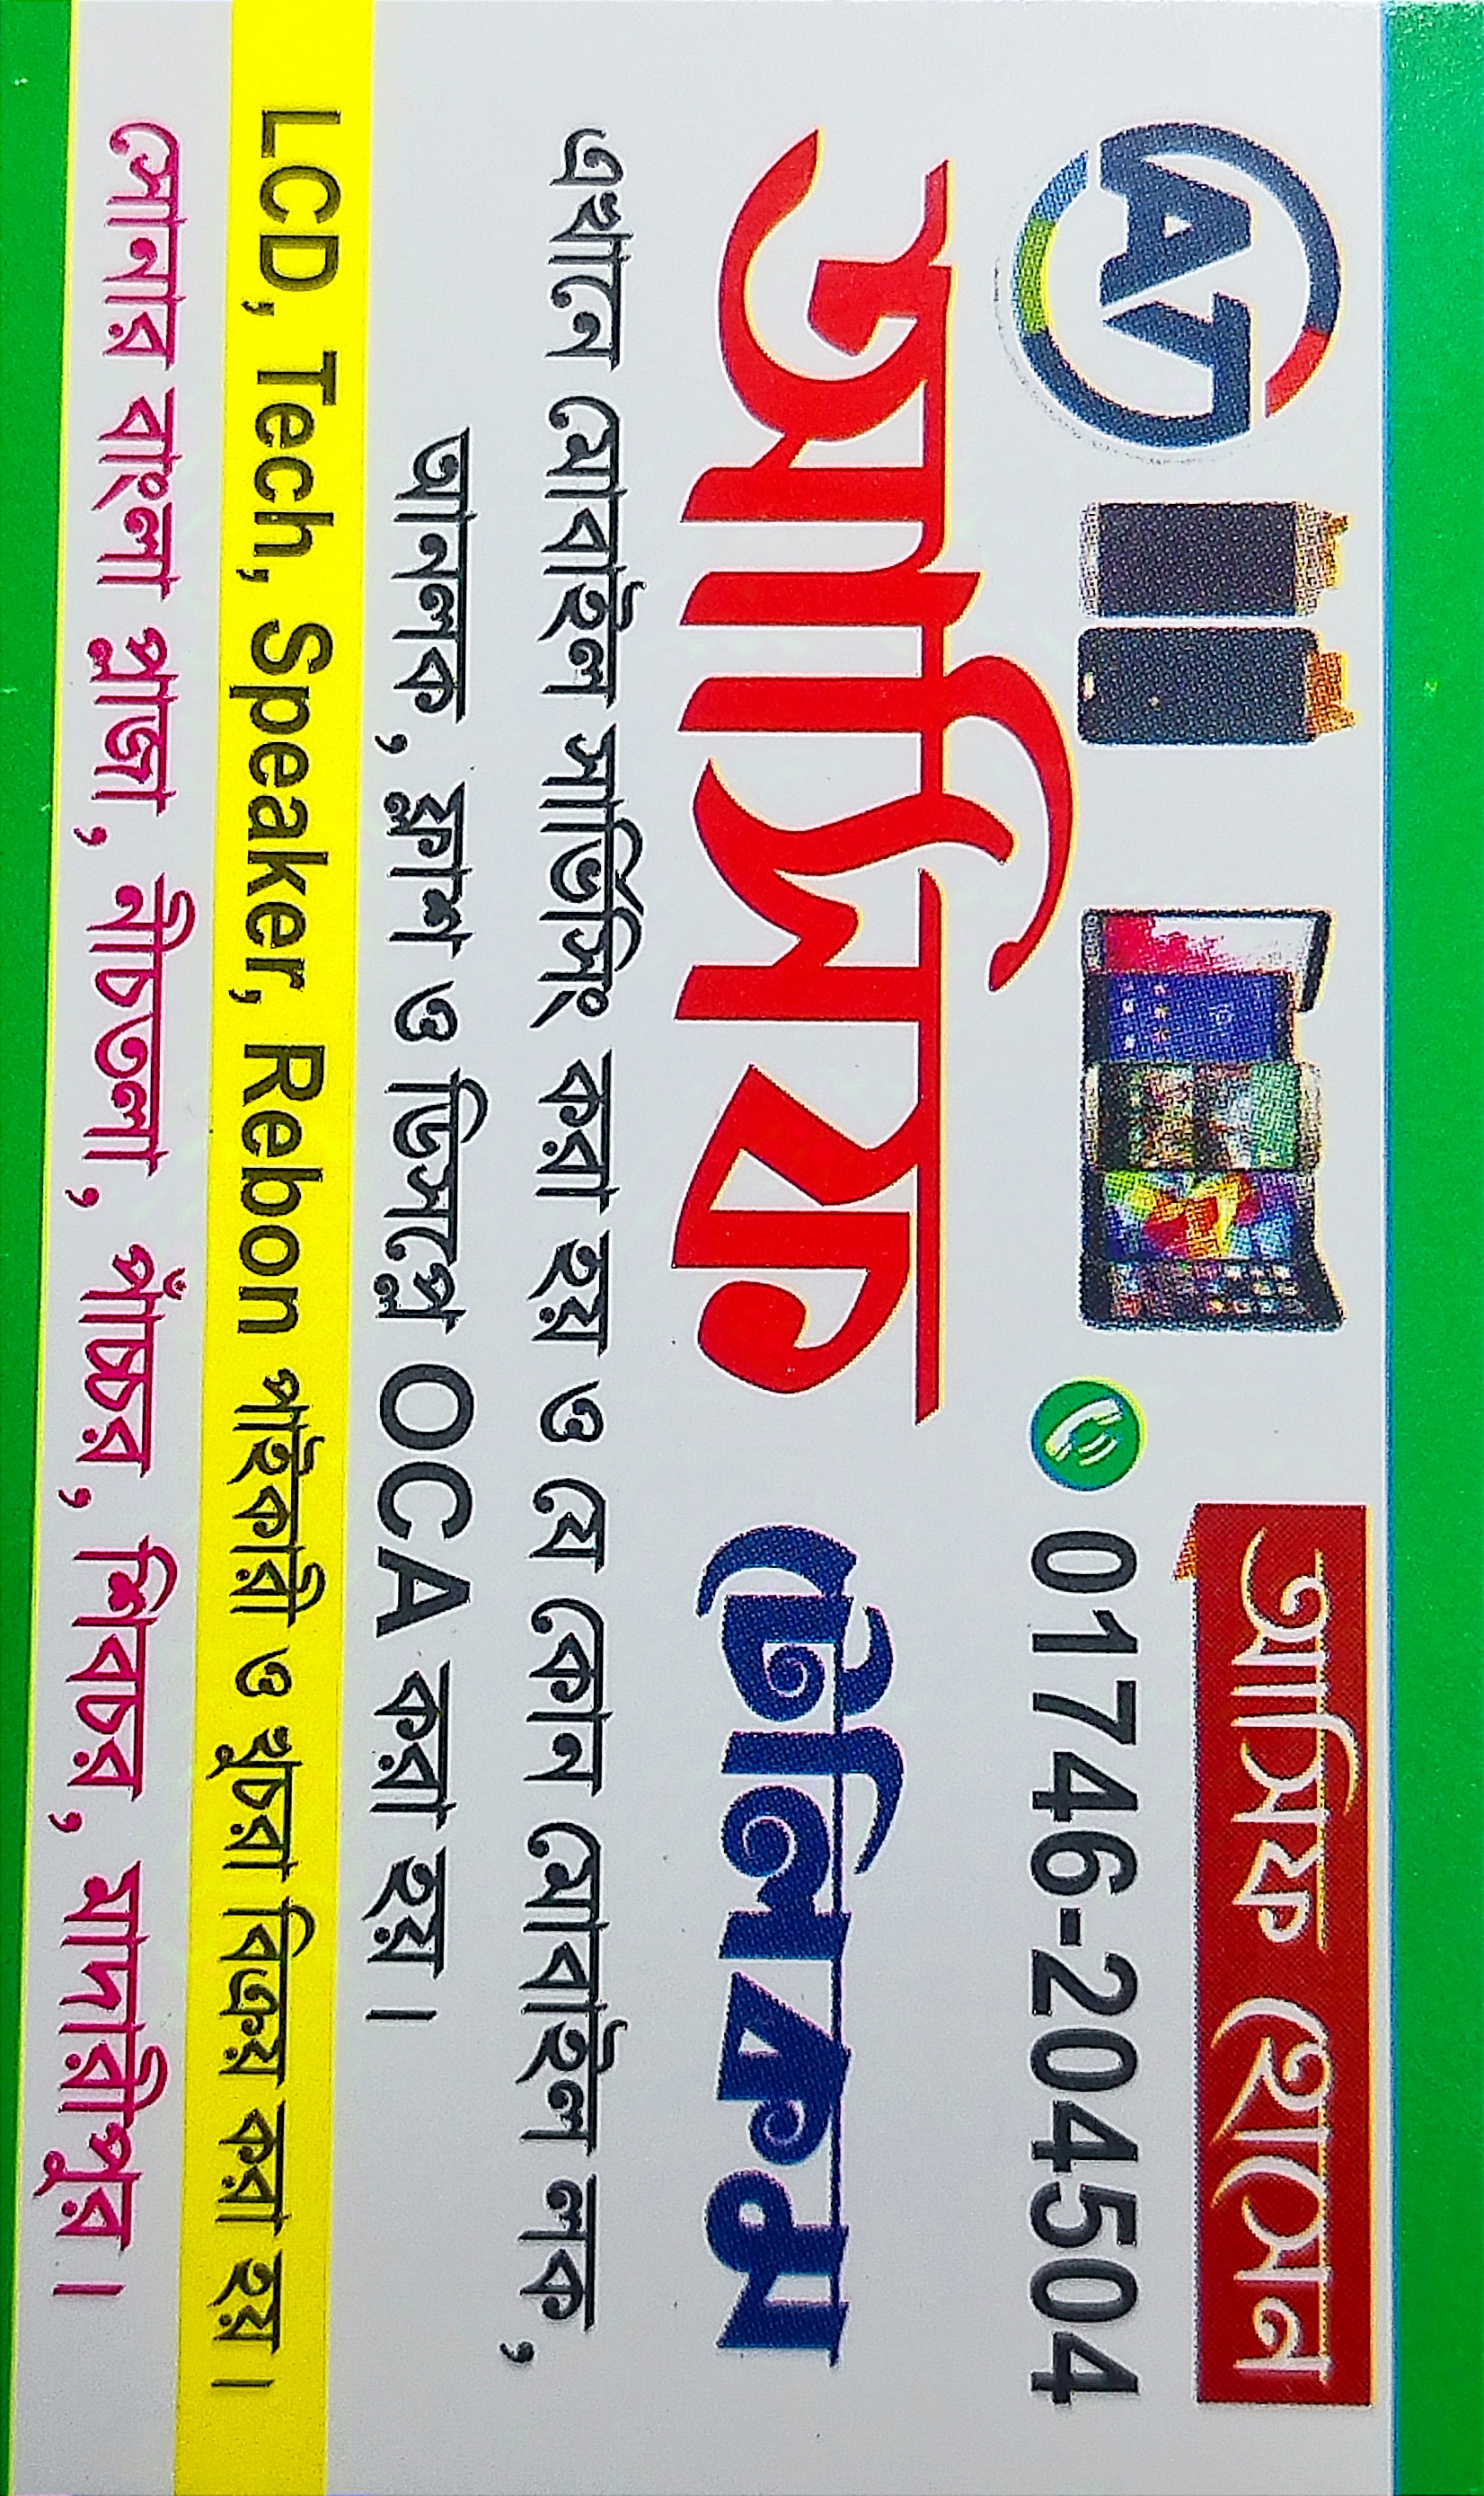 AT
আসিফ হোসেন
01746-204504
আসিফ টেলিকম
এখানে মোবাইল সার্ভিসিং করা হয় ও যে কোন মোবাইল লক,
আনলক, ফ্লাশ ও ডিসপ্লে OCA করা হয়।
LCD, Tech, Speaker, Rebon পাইকারী ও খুচরা বিক্রয় করা হয়।
সোনার বাংলা প্লাজা, নীচতলা, পাঁচ্চর, শিবচর, মাদারীপুর।